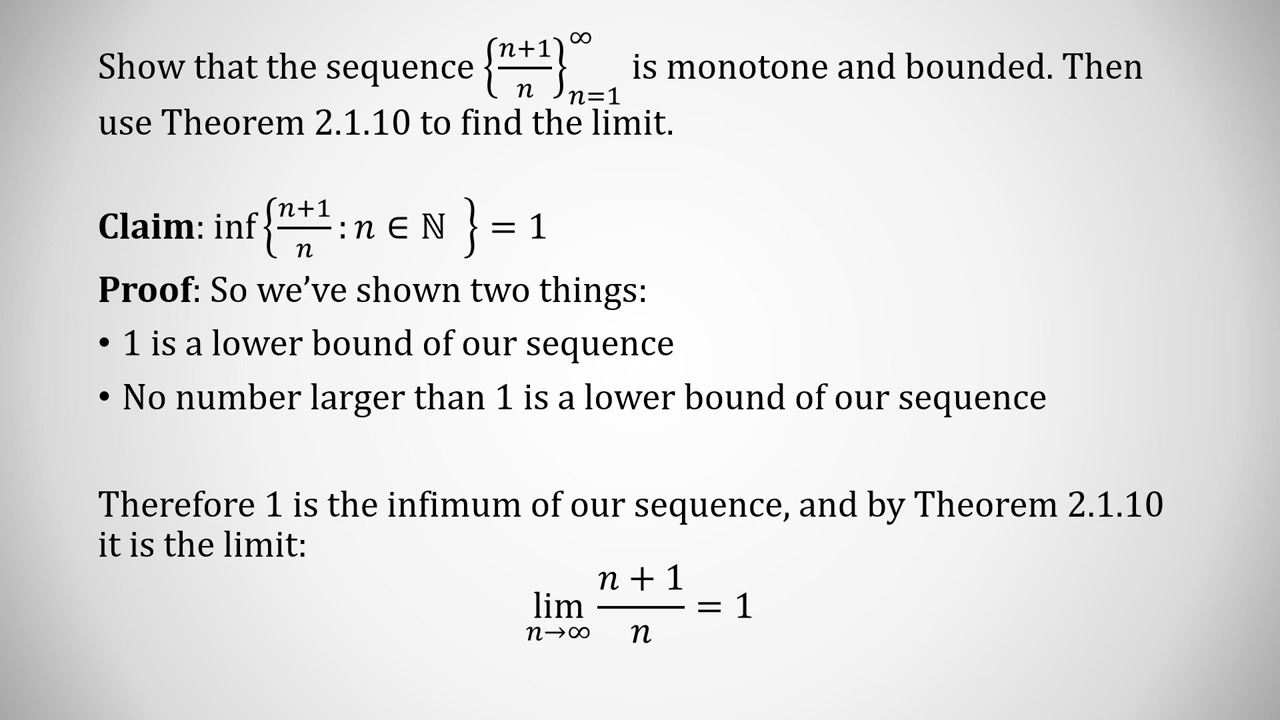 Show that the sequence {n+1/n}∞n=1 is monotone and bounded. Then
use Theorem 2.1.10 to find the limit.
Claim: inf{n+1/n : n ∈ ℕ } = 1
Proof: So we’ve shown two things:
• 1 is a lower bound of our sequence
• No number larger than 1 is a lower bound of our sequence
Therefore 1 is the infimum of our sequence, and by Theorem 2.1.10
it is the limit:
lim n→∞ n + 1/n = 1